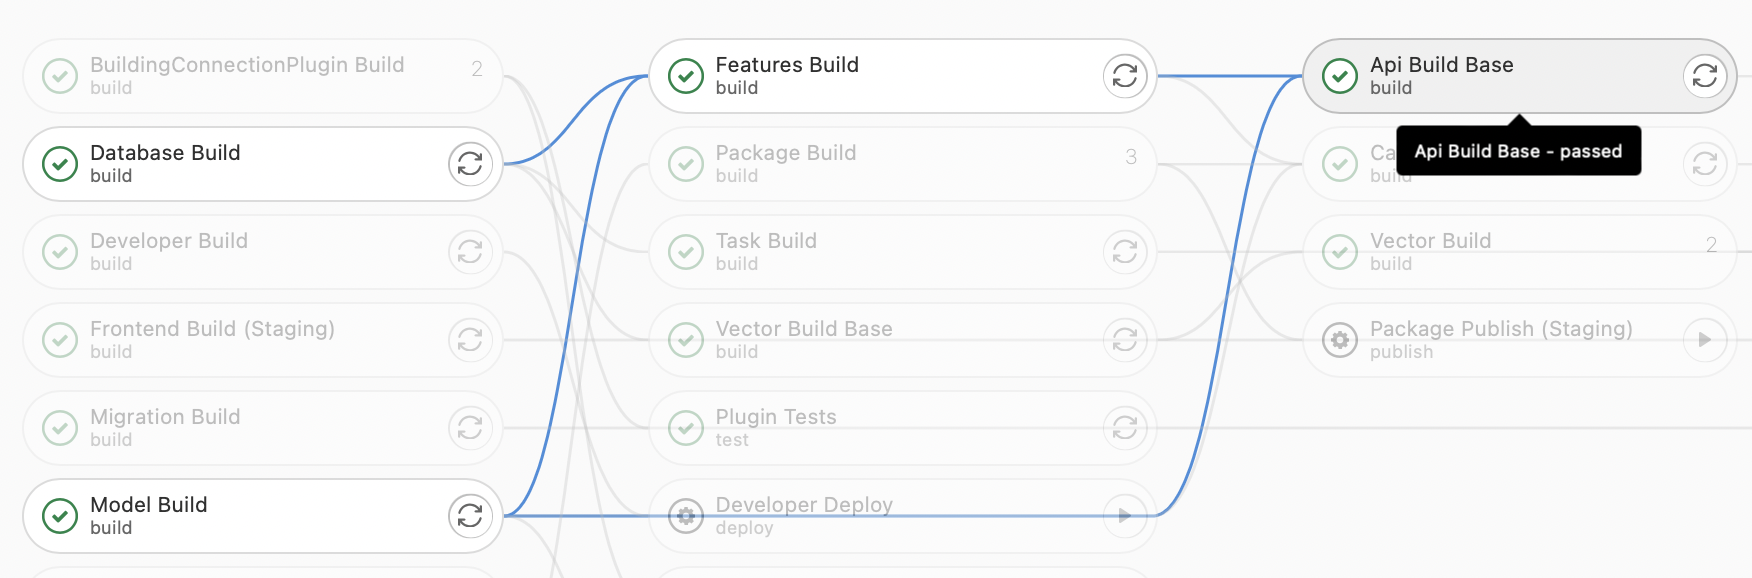 BuildingConnectionPlugin Build
build
2
Database Build
build
Developer Build
build
Frontend Build (Staging)
build
Migration Build
build
Model Build
build
Features Build
build
Package Build
build
3
Task Build
build
Vector Build Base
build
Plugin Tests
test
Developer Deploy
deploy
Api Build Base
build
Api Build Base - passed
build
Vector Build
build
2
Package Publish (Staging)
publish